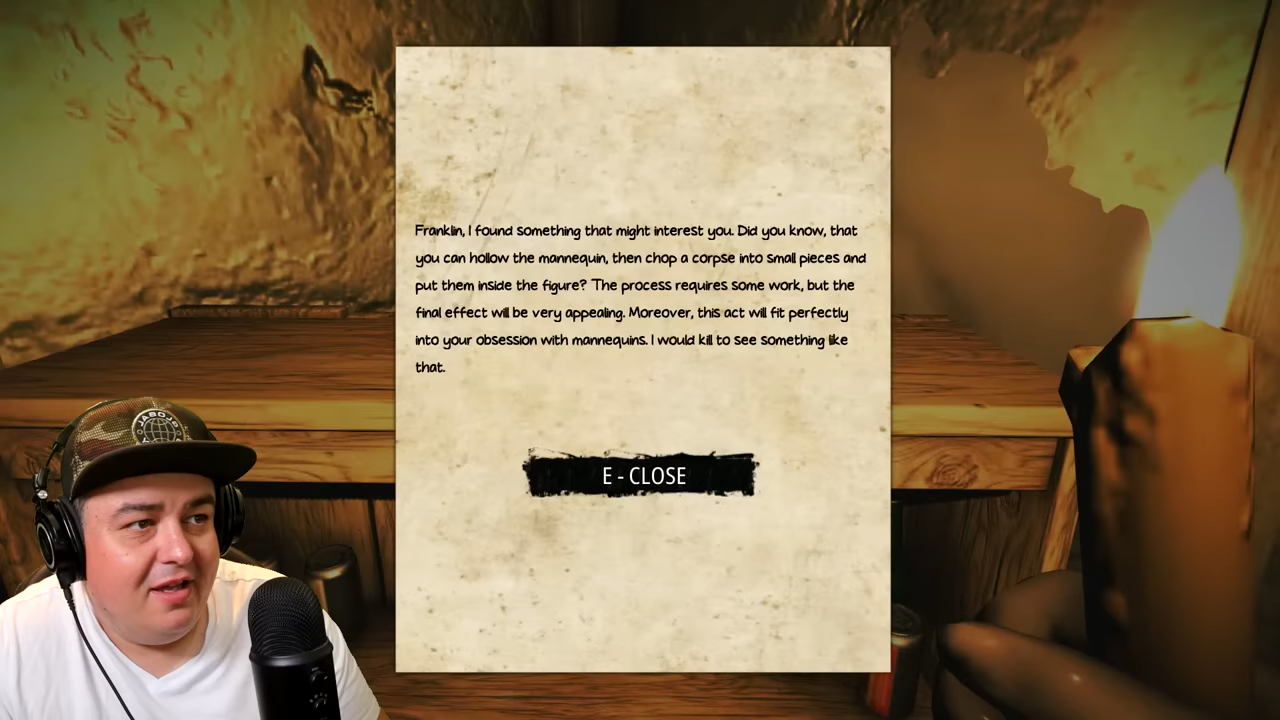 Franklin, I found something that might interest you. Did you know, that
you can hollow the mannequin, then chop a corpse into small pieces and
put them inside the figure? The process requires some work, but the
final effect will be very appealing. Moreover, this act will fit perfectly
into your obsession with mannequins. I would kill to see something like
that.
E - CLOSE